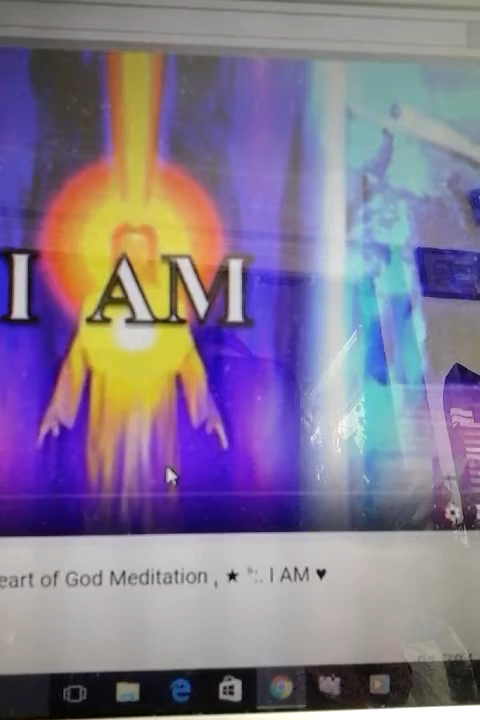 I AM
eart of God Meditation , ★ °:. I AM ♥